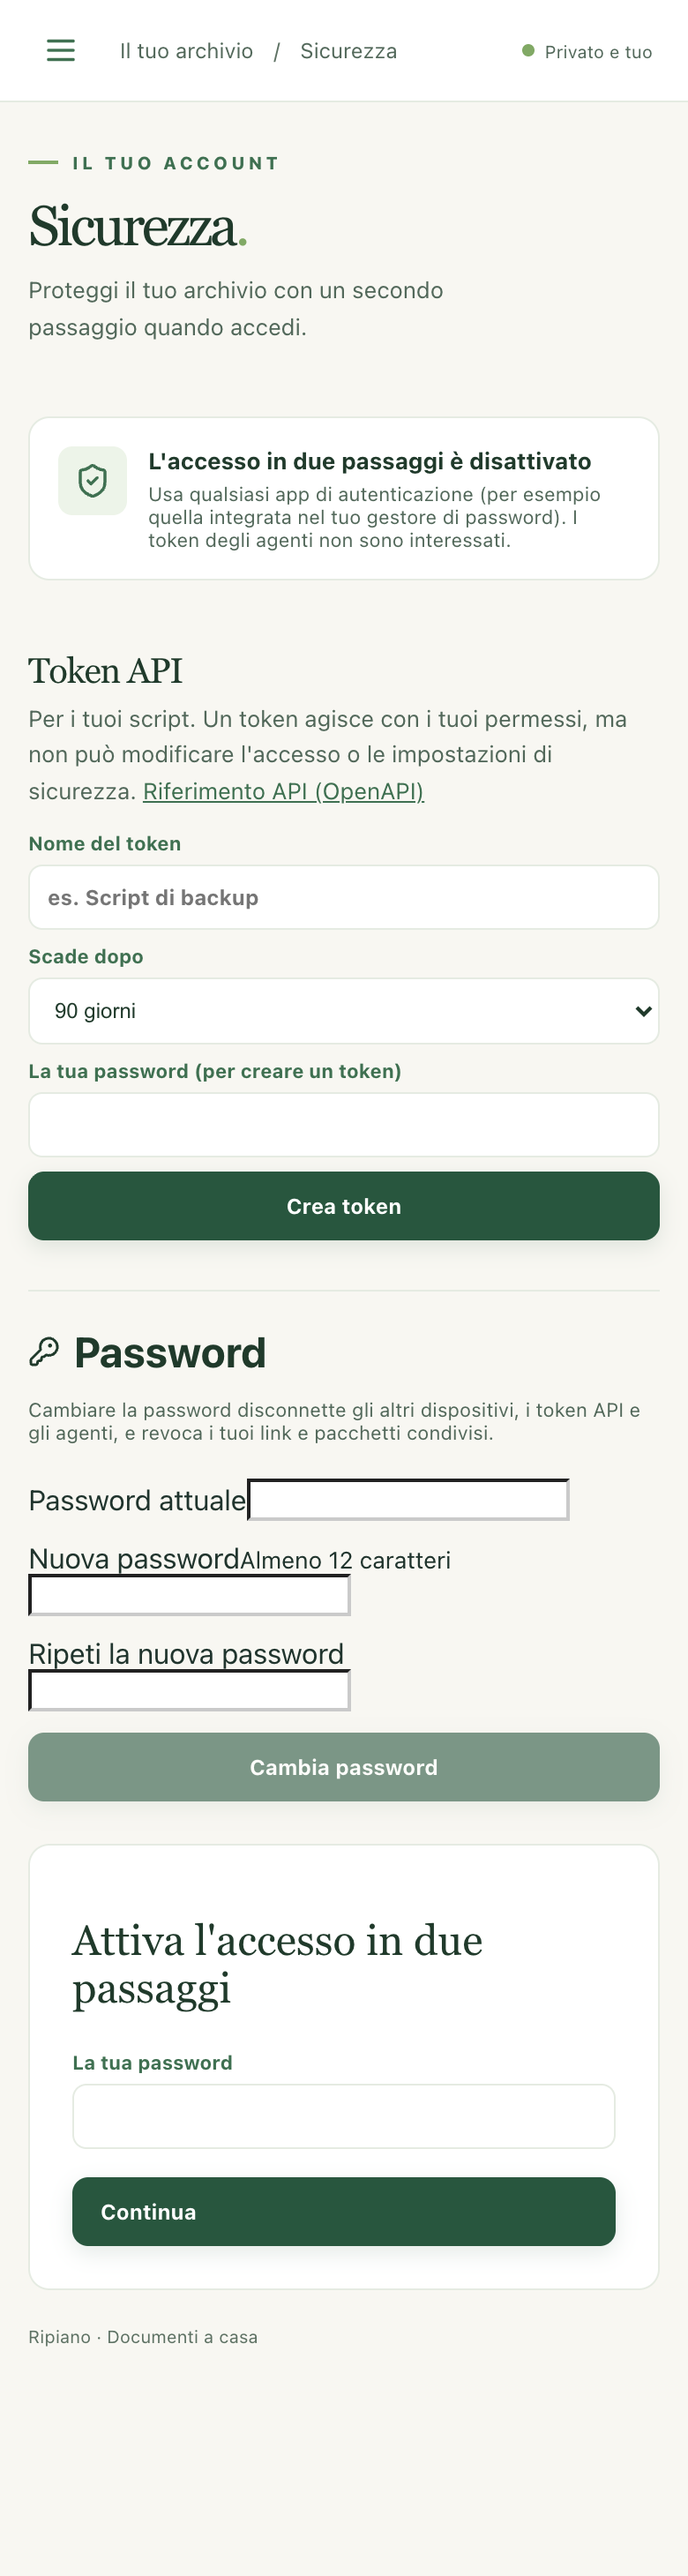 Il tuo archivio / Sicurezza
Privato e tuo
IL TUO ACCOUNT
Sicurezza.
Proteggi il tuo archivio con un secondo
passaggio quando accedi.
L'accesso in due passaggi è disattivato
Usa qualsiasi app di autenticazione (per esempio
quella integrata nel tuo gestore di password). I
token degli agenti non sono interessati.
Token API
Per i tuoi script. Un token agisce con i tuoi permessi, ma
non può modificare l'accesso o le impostazioni di
sicurezza. Riferimento API (OpenAPI)
Nome del token
es. Script di backup
Scade dopo
90 giorni
La tua password (per creare un token)
Crea token
Password
Cambiare la password disconnette gli altri dispositivi, i token API e
gli agenti, e revoca i tuoi link e pacchetti condivisi.
Password attuale
Nuova passwordAlmeno 12 caratteri
Ripeti la nuova password
Cambia password
Attiva l'accesso in due
passaggi
La tua password
Continua
Ripiano · Documenti a casa